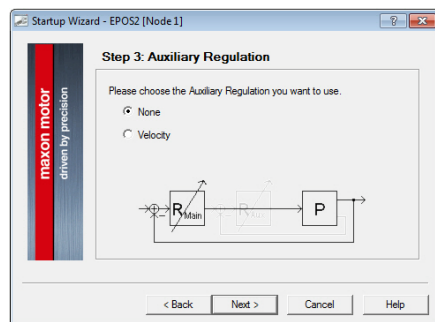 Startup Wizard - EPOS2 [Node 1]
Step 3: Auxiliary Regulation
maxon motor
driven by precision
Please choose the Auxiliary Regulation you want to use.
None
Velocity
R Main
P
< Back
Next >
Cancel
Help